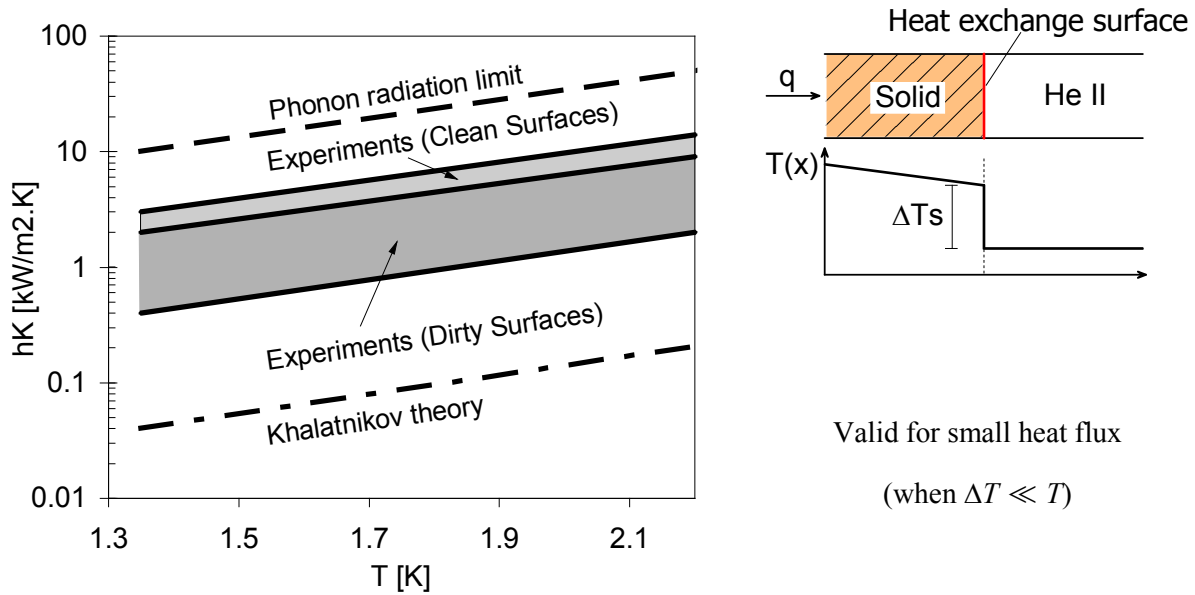 100
10
1
0.1
0.01
hK [kW/m2.K]
Phonon radiation limit
Experiments (Clean Surfaces)
Experiments (Dirty Surfaces)
Khalatnikov theory
1.3
1.5
1.7
1.9
2.1
T [K]
Heat exchange surface
q
Solid
He II
T(x)
ΔTs
Valid for small heat flux
(when ΔT ≪ T)